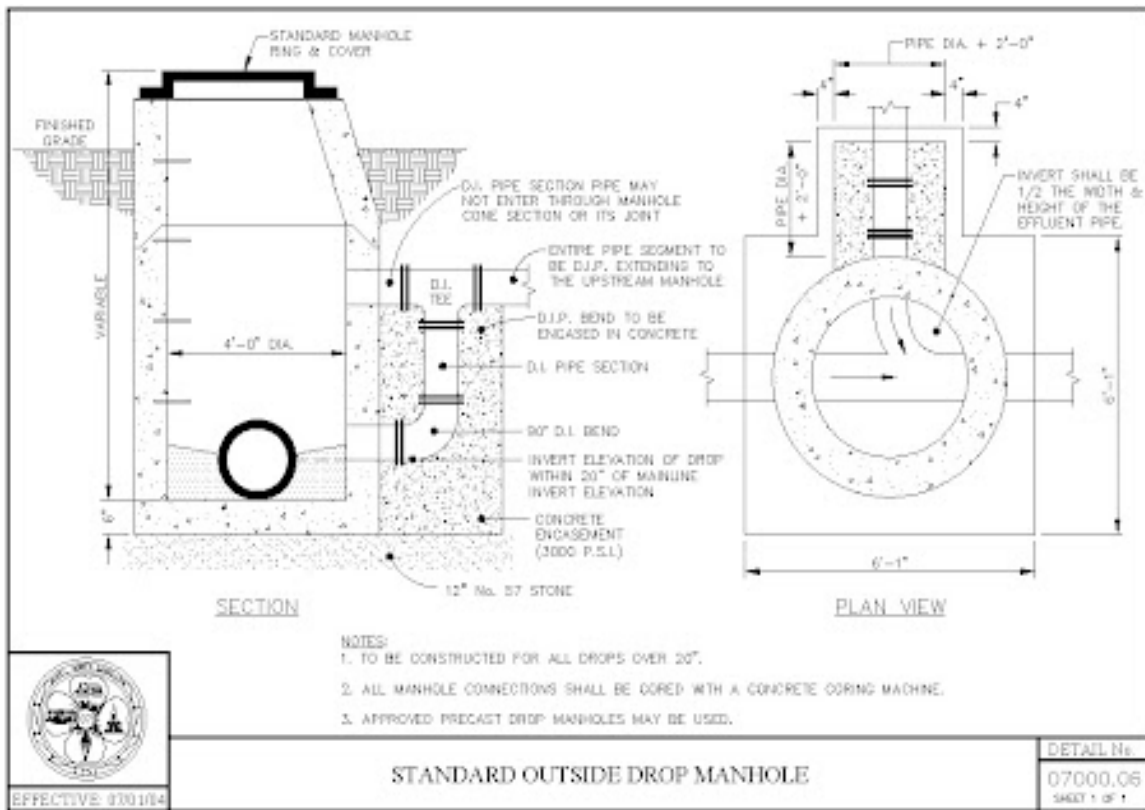 STANDARD MANHOLE
RING & COVER
FINISHED
GRADE
VARIABLE
4'-0" DIA.
6"
D.I. PIPE SECTION PIPE MAY
NOT ENTER THROUGH MANHOLE
CONE SECTION OR ITS JOINT
ENTIRE PIPE SEGMENT TO
BE D.I.P. EXTENDING TO
THE UPSTREAM MANHOLE
D.I.
TEE
D.I.P. BEND TO BE
ENCASED IN CONCRETE
D.I. PIPE SECTION
90° D.I. BEND
INVERT ELEVATION OF DROP
WITHIN 20" OF MAINLINE
INVERT ELEVATION
CONCRETE
ENCASEMENT
(3000 P.S.I.)
12" No. 57 STONE
SECTION
PIPE DIA. + 2'-0"
4"
4"
4"
PIPE DIA.
+ 2'-0"
INVERT SHALL BE
1/2 THE WIDTH &
HEIGHT OF THE
EFFLUENT PIPE.
6'-1"
6'-1"
PLAN VIEW
NOTES:
1. TO BE CONSTRUCTED FOR ALL DROPS OVER 20".
2. ALL MANHOLE CONNECTIONS SHALL BE CORED WITH A CONCRETE CORING MACHINE.
3. APPROVED PRECAST DROP MANHOLES MAY BE USED.
EFFECTIVE: 07/01/04
STANDARD OUTSIDE DROP MANHOLE
DETAIL No.
07000.06
SHEET 1 OF 1